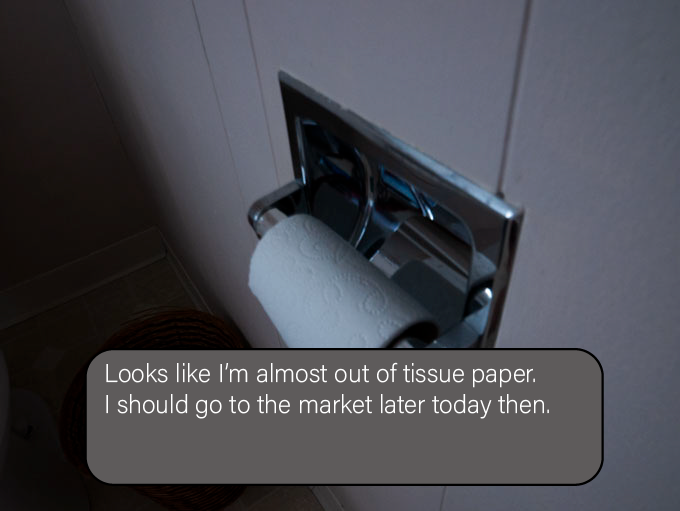 Looks like I'm almost out of tissue paper.
I should go to the market later today then.